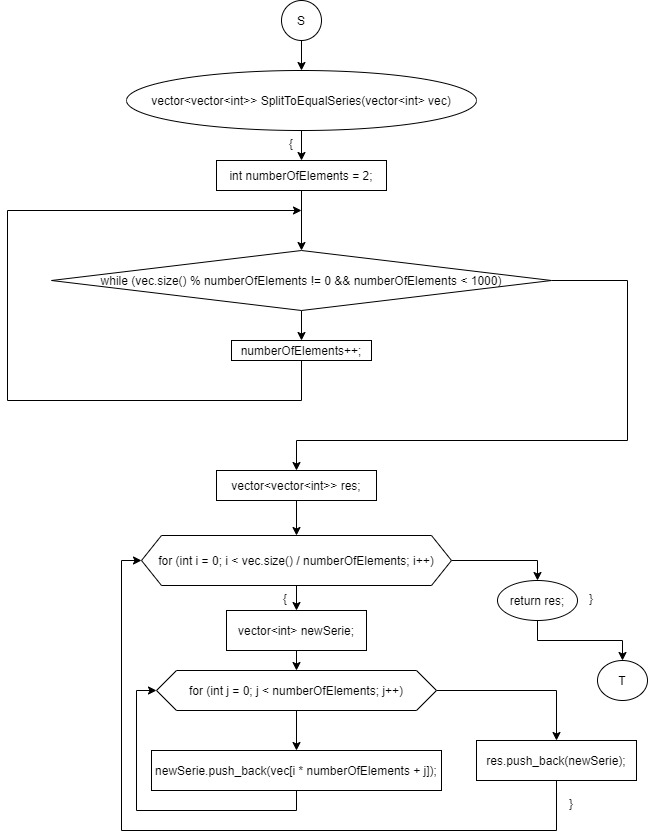 S
vector<vector<int>> SplitToEqualSeries(vector<int> vec)
{
int numberOfElements = 2;
while (vec.size() % numberOfElements != 0 && numberOfElements < 1000)
numberOfElements++;
vector<vector<int>> res;
for (int i = 0; i < vec.size() / numberOfElements; i++)
{
return res;
}
vector<int> newSerie;
T
for (int j = 0; j < numberOfElements; j++)
newSerie.push_back(vec[i * numberOfElements + j]);
res.push_back(newSerie);
}